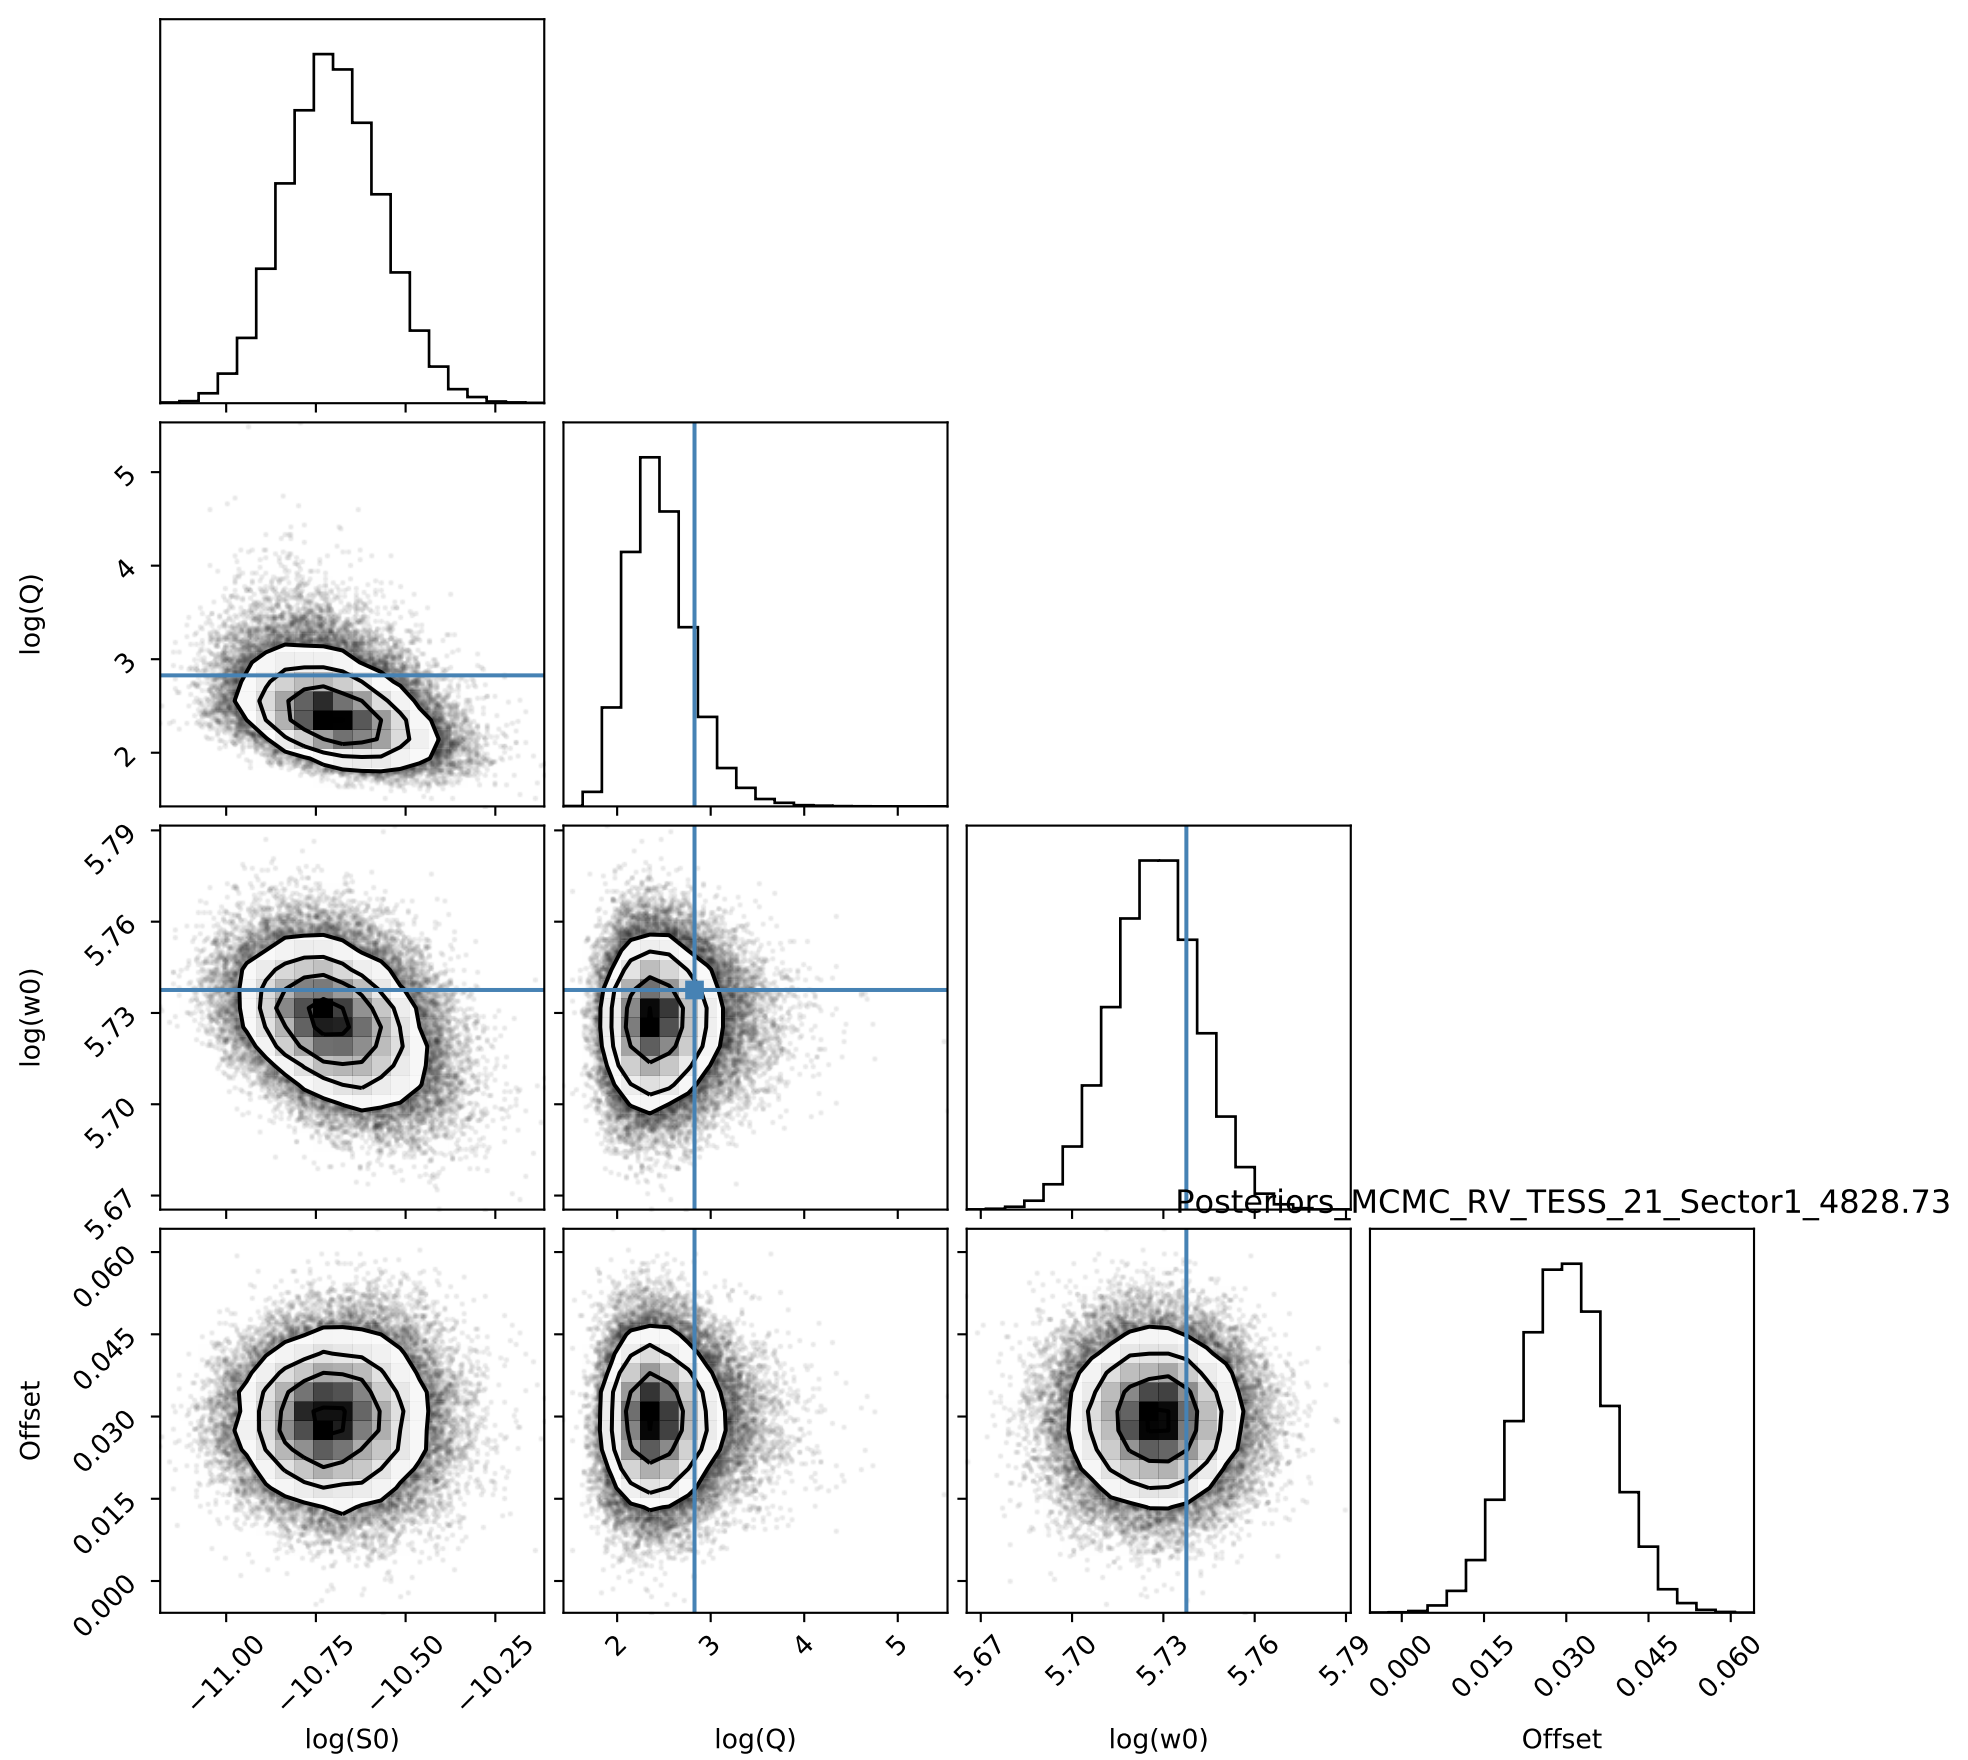 5
4
3
2
log(Q)
5.79
5.76
5.73
5.70
5.67
log(w0)
Posteriors_MCMC_RV_TESS_21_Sector1_4828.73
0.060
0.045
0.030
0.015
0.000
Offset
−11.00 −10.75 −10.50 −10.25
2 3 4 5
5.67 5.70 5.73 5.76 5.79
0.000 0.015 0.030 0.045 0.060
log(S0) log(Q) log(w0) Offset